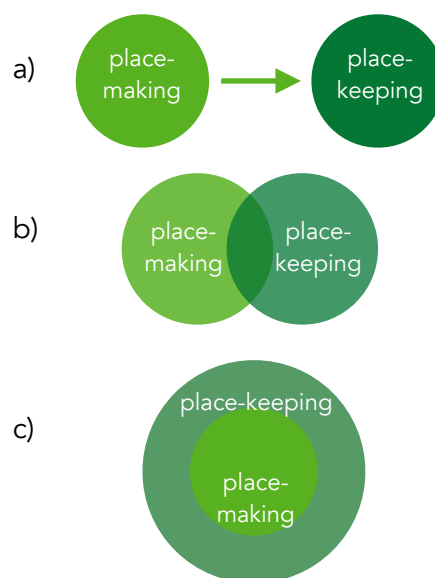 a)
place-
making
place-
keeping
b)
place-
making
place-
keeping
c)
place-keeping
place-
making